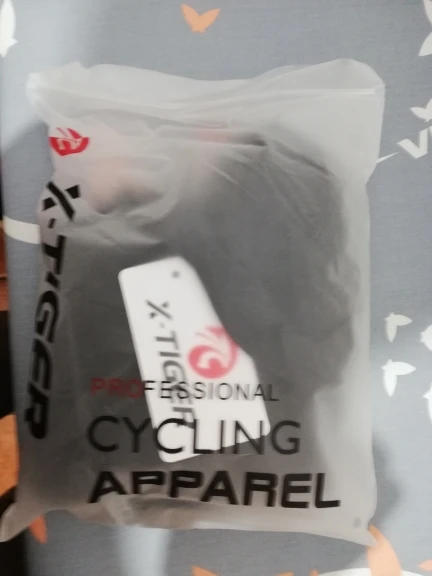 X-TIGER
X-TIGER
PROFESSIONAL
CYCLING
APPAREL